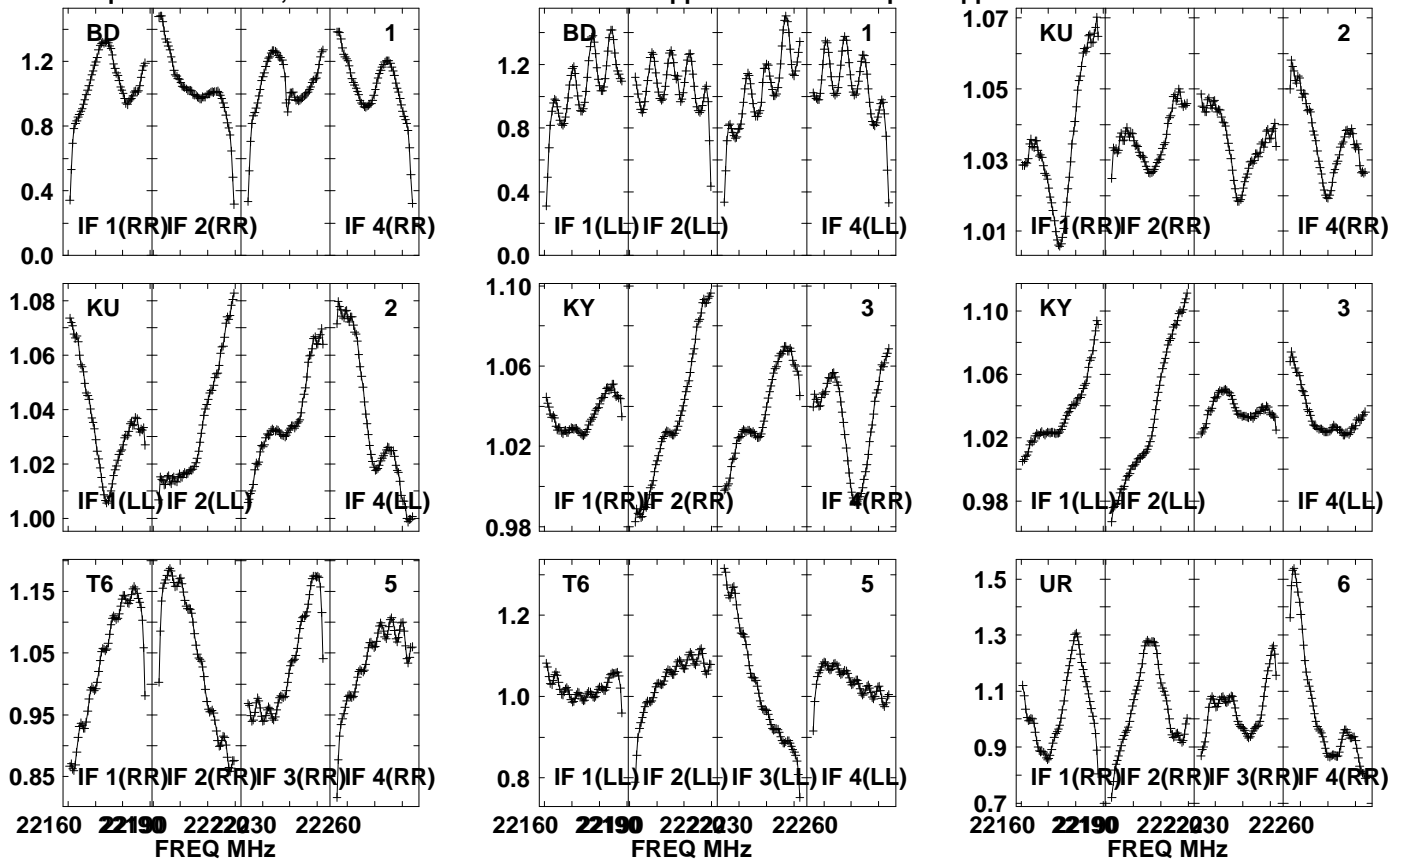 BD 1
1.2
0.8
0.4
0.0
IF 1(RR) IF 2(RR) IF 4(RR)
BD 1
1.2
0.8
0.4
0.0
IF 1(LL) IF 2(LL) IF 4(LL)
KU 2
1.07
1.05
1.03
1.01
IF 1(RR) IF 2(RR) IF 4(RR)
KU 2
1.08
1.06
1.04
1.02
1.00
IF 1(LL) IF 2(LL) IF 4(LL)
KY 3
1.10
1.06
1.02
0.98
IF 1(RR) IF 2(RR) IF 4(RR)
KY 3
1.10
1.06
1.02
0.98
IF 1(LL) IF 2(LL) IF 4(LL)
T6 5
1.15
1.05
0.95
0.85
IF 1(RR) IF 2(RR) IF 3(RR) IF 4(RR)
22160 22190 22220 22230 22260
FREQ MHz
T6 5
1.2
1.0
0.8
IF 1(LL) IF 2(LL) IF 3(LL) IF 4(LL)
UR 6
1.5
1.3
1.1
0.9
0.7
IF 1(RR) IF 2(RR) IF 3(RR) IF 4(RR)
22160 22190 22220 22230 22260
FREQ MHz